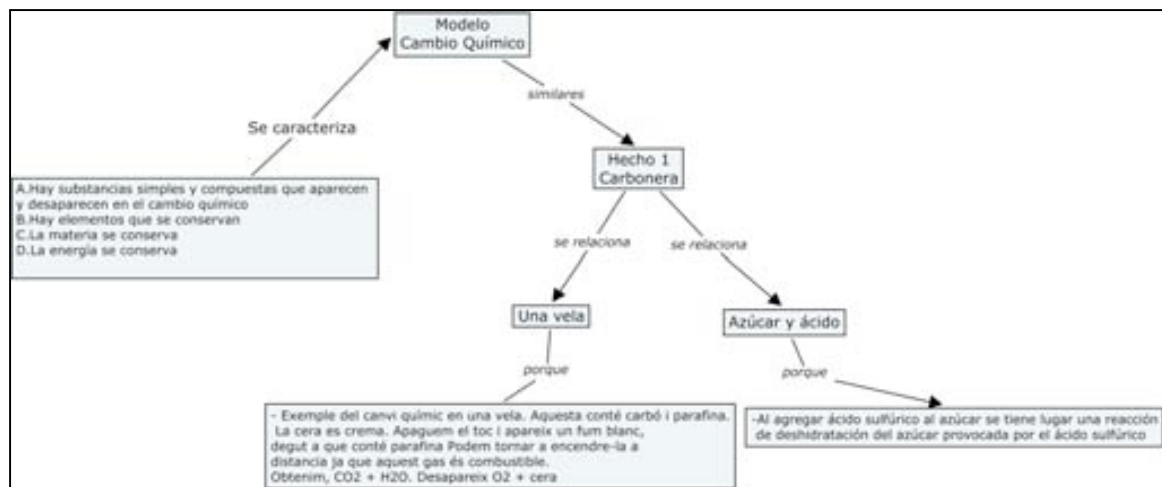 Modelo
Cambio Químico
similares
Se caracteriza
Hecho 1
Carbonera
A.Hay substancias simples y compuestas que aparecen
y desaparecen en el cambio químico
B.Hay elementos que se conservan
C.La materia se conserva
D.La energía se conserva
se relaciona
se relaciona
Una vela
Azúcar y ácido
porque
porque
- Exemple del canvi químic en una vela. Aquesta conté carbó i parafina.
La cera es crema. Apaguem el toc i apareix un fum blanc,
degut a que conté parafina Podem tornar a encendre-la a
distancia ja que aquest gas és combustible.
Obtenim, CO2 + H2O. Desapareix O2 + cera
-Al agregar ácido sulfúrico al azúcar se tiene lugar una reacción
de deshidratación del azúcar provocada por el ácido sulfúrico